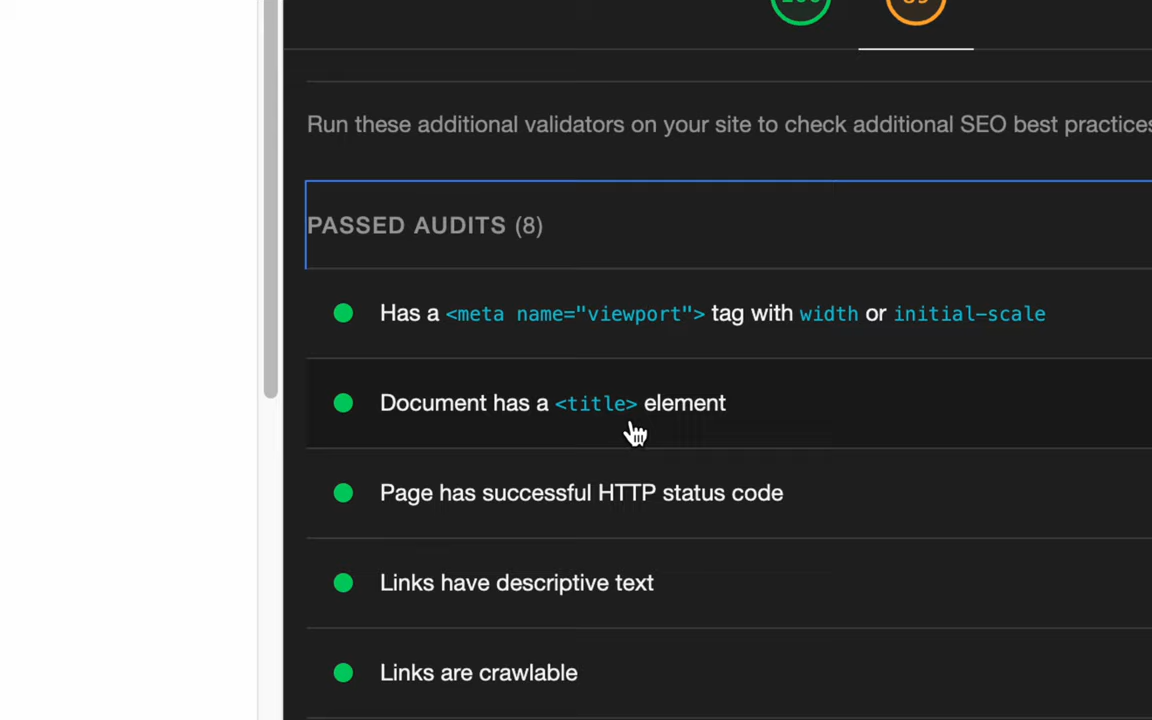 Run these additional validators on your site to check additional SEO best practices
PASSED AUDITS (8)
Has a <meta name="viewport"> tag with width or initial-scale
Document has a <title> element
Page has successful HTTP status code
Links have descriptive text
Links are crawlable